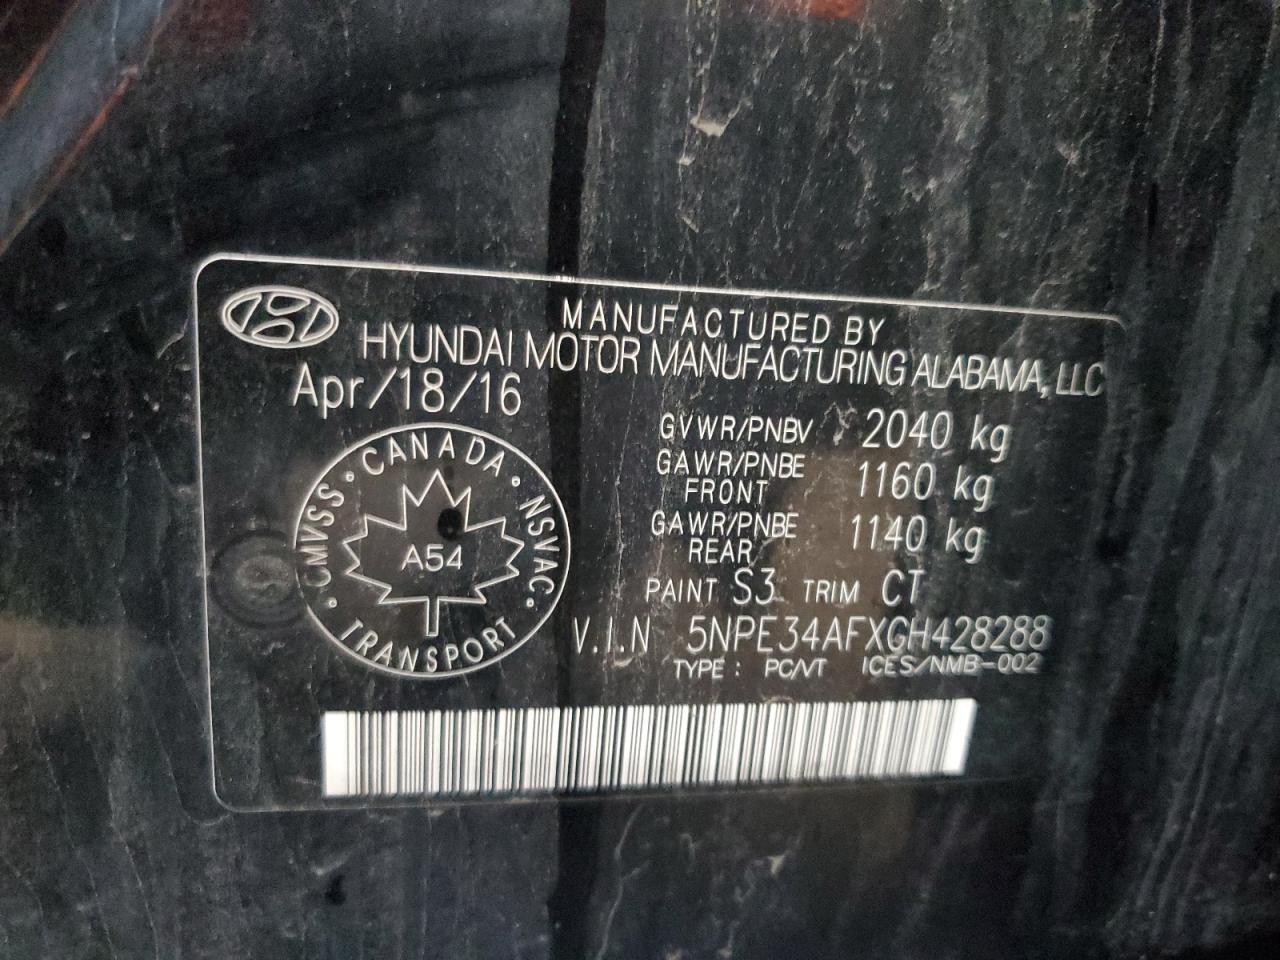 MANUFACTURED BY
HYUNDAI MOTOR MANUFACTURING ALABAMA, LLC
Apr/18/16
GVWR/PNBV 2040 kg
GAWR/PNBE FRONT 1160 kg
GAWR/PNBE REAR 1140 kg
PAINT S3 TRIM CT
V.I.N 5NPE34AFXGH428288
TYPE: PC/VT ICES/NMB-002
CANADA
· CMVSS · NSVAC ·
A54
TRANSPORT